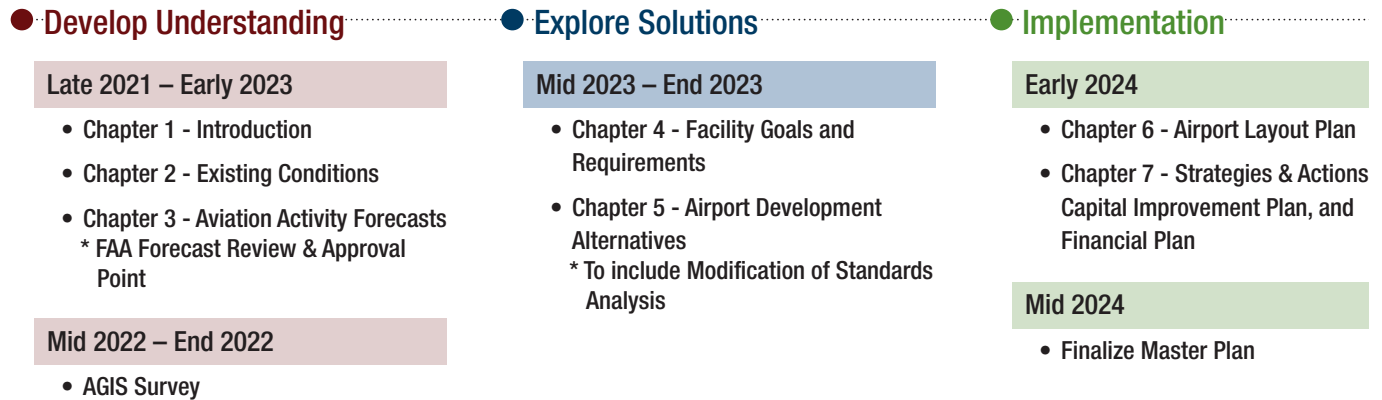 Develop Understanding
Late 2021 – Early 2023
• Chapter 1 - Introduction
• Chapter 2 - Existing Conditions
• Chapter 3 - Aviation Activity Forecasts
* FAA Forecast Review & Approval
Point
Mid 2022 – End 2022
• AGIS Survey
Explore Solutions
Mid 2023 – End 2023
• Chapter 4 - Facility Goals and
Requirements
• Chapter 5 - Airport Development
Alternatives
* To include Modification of Standards
Analysis
Implementation
Early 2024
• Chapter 6 - Airport Layout Plan
• Chapter 7 - Strategies & Actions
Capital Improvement Plan, and
Financial Plan
Mid 2024
• Finalize Master Plan